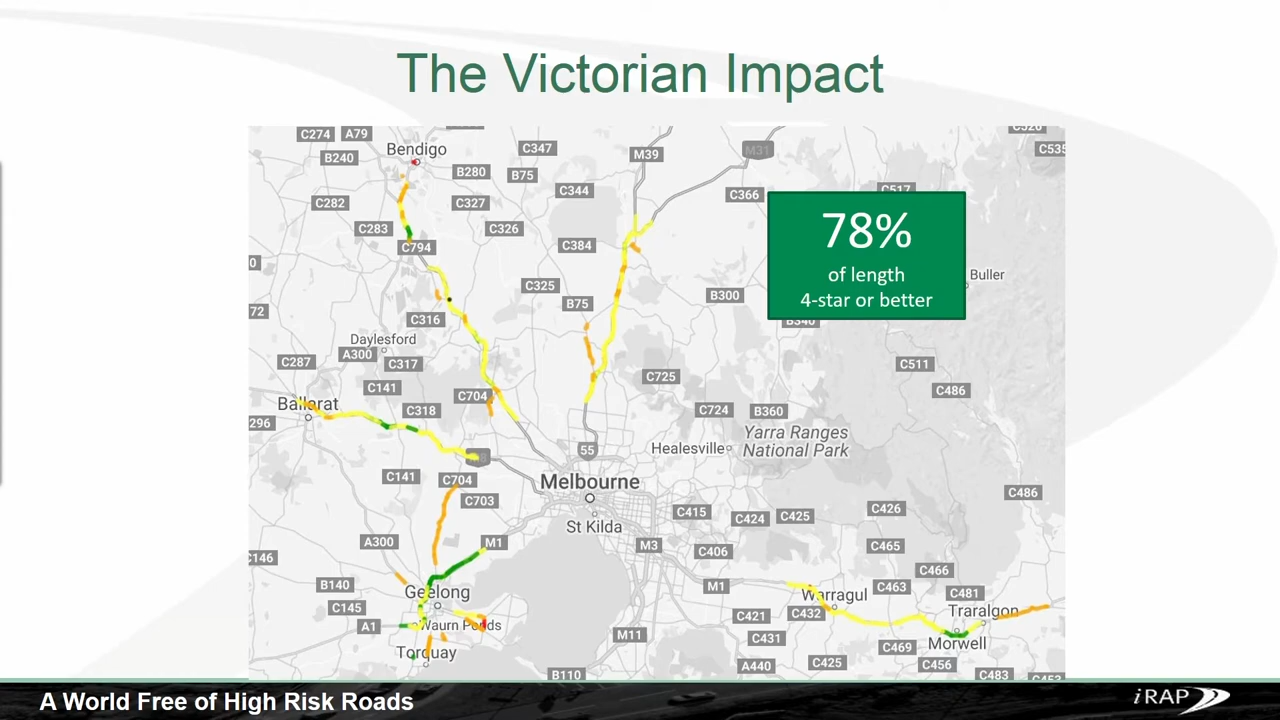 The Victorian Impact
C274
A79
C347
M39
M31
C535
B240
Bendigo
B280
B75
C344
C366
C517
C282
C327
C283
C326
C794
C384
78%
of length
4-star or better
Buller
C325
B75
B300
B340
72
C316
Daylesford
A300
C317
C287
C511
C141
C725
C486
Ballarat
C318
C704
C724
B360
296
Healesville
Yarra Ranges
National Park
55
C141
C704
Melbourne
C703
C486
St Kilda
C415
C424
C425
C426
A300
M1
M3
C406
C465
C146
B140
Geelong
M1
C466
C463
C481
C145
Warragul
Traralgon
A1
Waurn Ponds
M11
C421
C432
C431
Morwell
Torquay
C469
A440
C425
C456
B110
C483
A World Free of High Risk Roads
iRAP